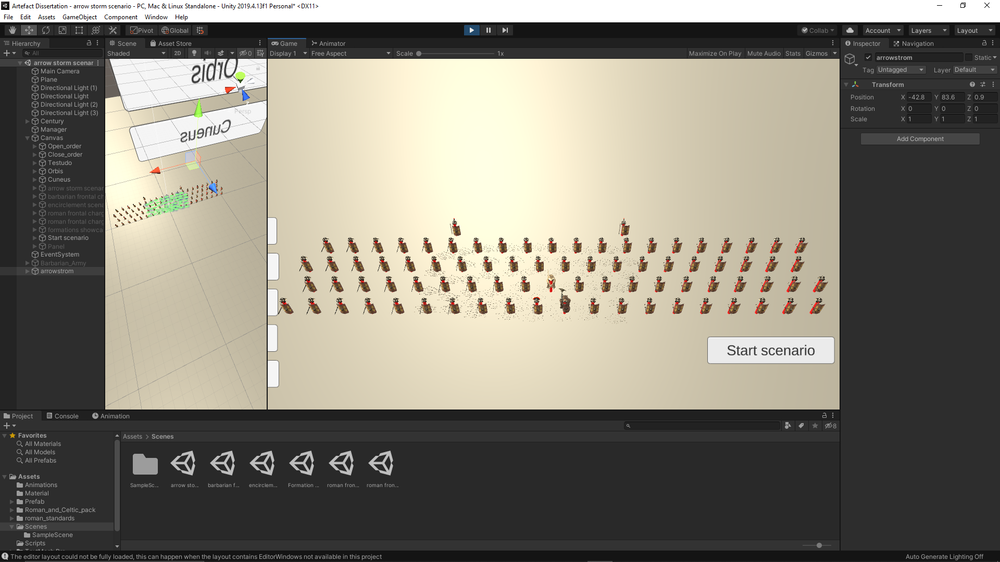 Artefact Dissertation - arrow storm scenario - PC, Mac & Linux Standalone - Unity 2019.4.13f1 Personal* <DX11>
File Edit Assets GameObject Component Window Help
Pivot Global Collab Account Layers Layout
Hierarchy
All
arrow storm scenar
Main Camera
Plane
Directional Light (1)
Directional Light
Directional Light (2)
Directional Light (3)
Century
Manager
Canvas
Open_order
Close_order
Testudo
Orbis
Cuneus
arrow storm scenar
barbarian frontal ch
encirclement scena
roman frontal charg
roman frontal charg
formations showca
Start scenario
Panel
EventSystem
Barbarian_Army
arrowstrom
Scene Asset Store
Shaded 2D 0
Orbis
Persp
Cuneus
Game Animator
Display 1 Free Aspect Scale 1x Maximize On Play Mute Audio Stats Gizmos
Start scenario
Inspector Navigation
arrowstrom Static
Tag Untagged Layer Default
Transform
Position X -42.8 Y 83.6 Z 0.9
Rotation X 0 Y 0 Z 0
Scale X 1 Y 1 Z 1
Add Component
Project Console Animation
8
Favorites
All Materials
All Models
All Prefabs
Assets
Animations
Material
Prefab
Roman_and_Celtic_pack
roman_standards
Scenes
SampleScene
Scripts
Assets > Scenes
SampleSc... arrow sto... barbarian f... encirclem... Formation ... roman fron... roman fron...
The editor layout could not be fully loaded, this can happen when the layout contains EditorWindows not available in this project
Auto Generate Lighting Off